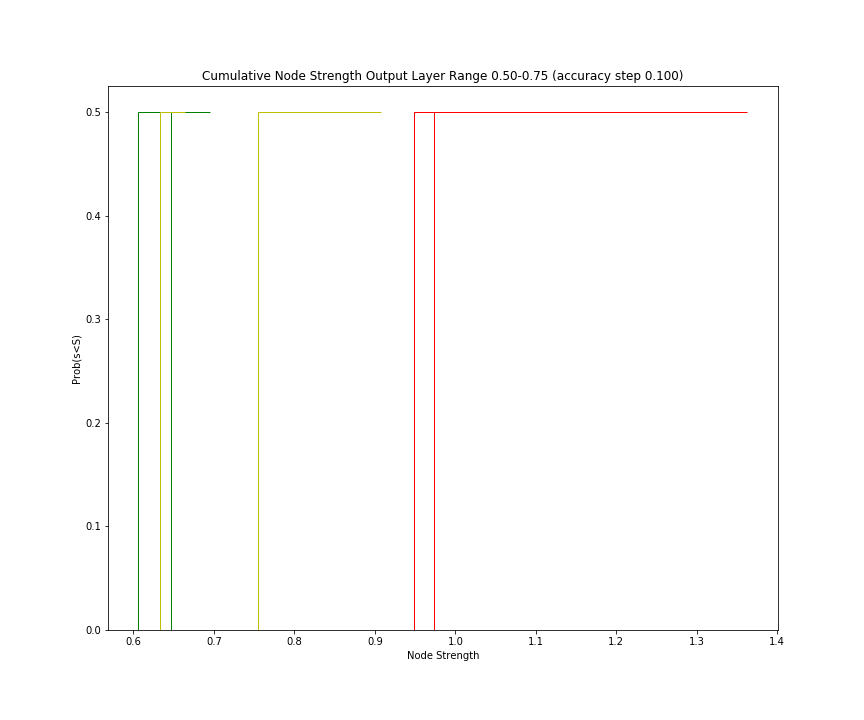 Cumulative Node Strength Output Layer Range 0.50-0.75 (accuracy step 0.100)
0.5
0.4
0.3
0.2
0.1
0.0
Prob(s<S)
0.6 0.7 0.8 0.9 1.0 1.1 1.2 1.3 1.4
Node Strength